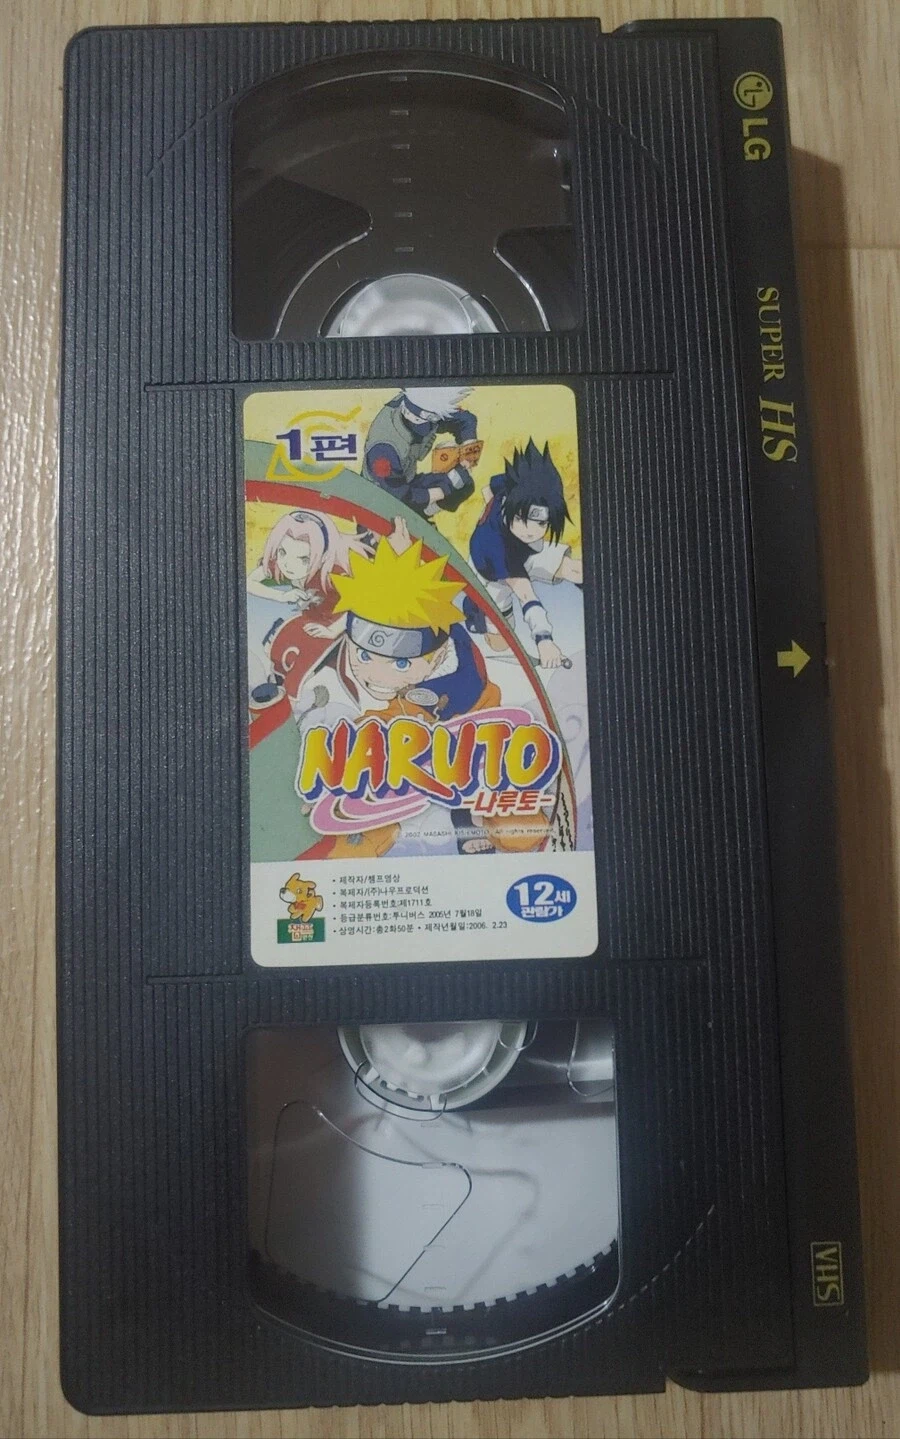 LG
SUPER HS
1편
NARUTO
-나루토-
© 2002 MASASHI KISHIMOTO. All rights reserved.
• 제작자/챔프영상
• 복제자/(주)나우프로덕션
• 복제자등록번호:제1711호
• 등급분류번호:투니버스 2005년 7월18일
• 상영시간:총2화50분 • 제작년월일:2006. 2.23
12세
관람가
VHS